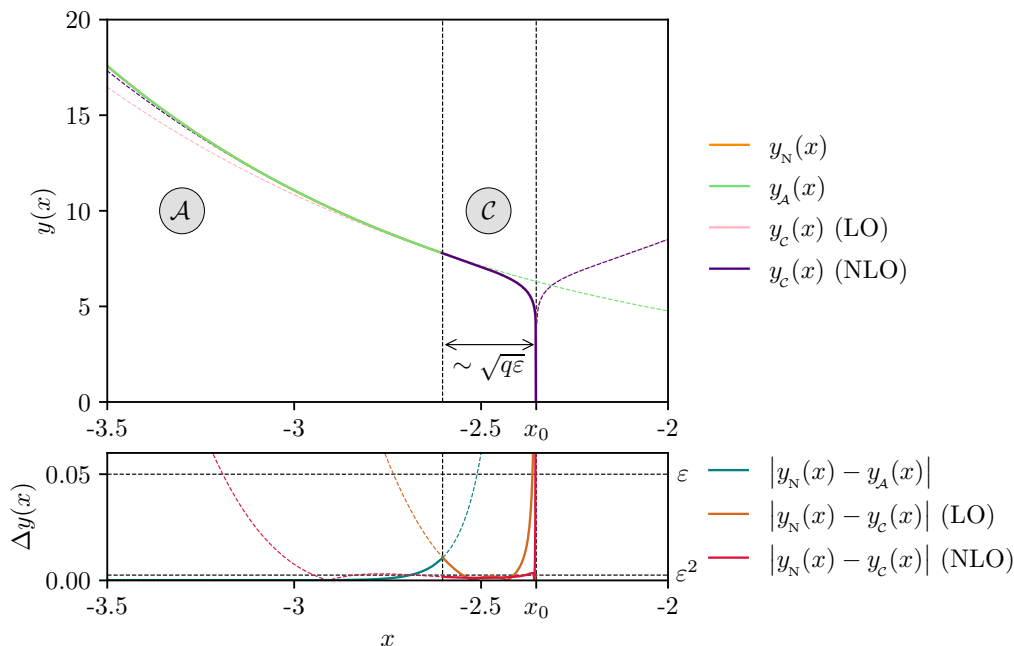 20
15
10
5
0
y(x)
𝒜
𝒞
∼ √qε
-3.5
-3
-2.5
x₀
-2
y_N(x)
y_𝒜(x)
y_𝒞(x) (LO)
y_𝒞(x) (NLO)
0.05
0.00
Δy(x)
ε
ε²
-3.5
-3
-2.5
x₀
-2
x
|y_N(x) − y_𝒜(x)|
|y_N(x) − y_𝒞(x)| (LO)
|y_N(x) − y_𝒞(x)| (NLO)